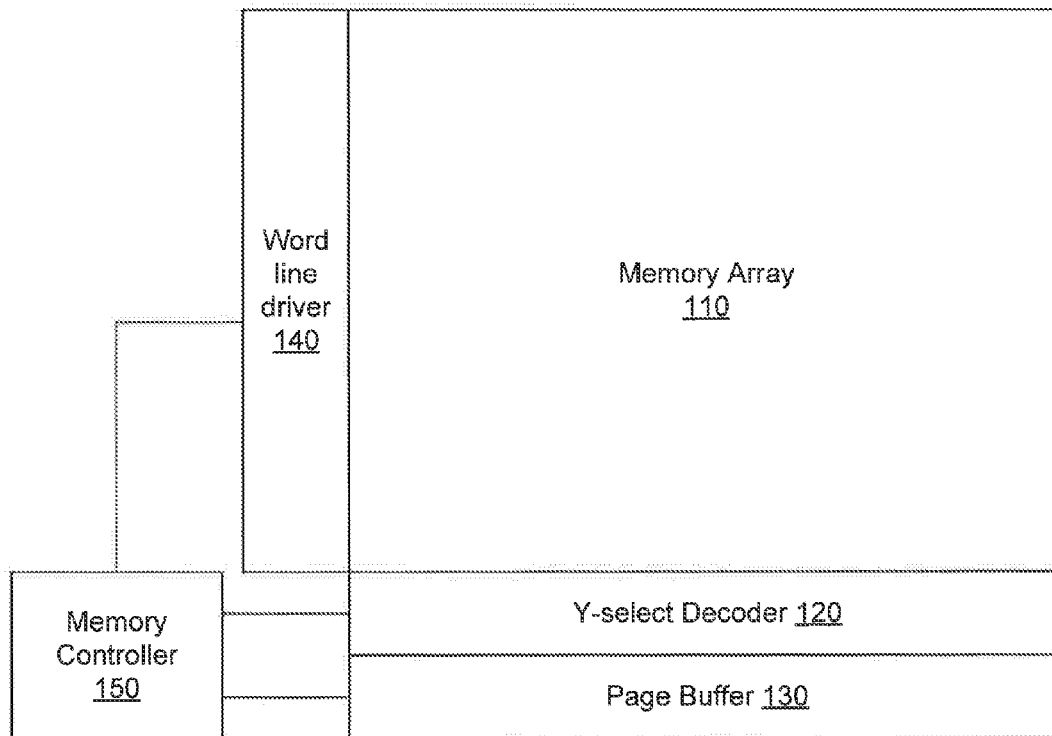 Word
line
driver
140
Memory Array
110
Memory
Controller
150
Y-select Decoder 120
Page Buffer 130